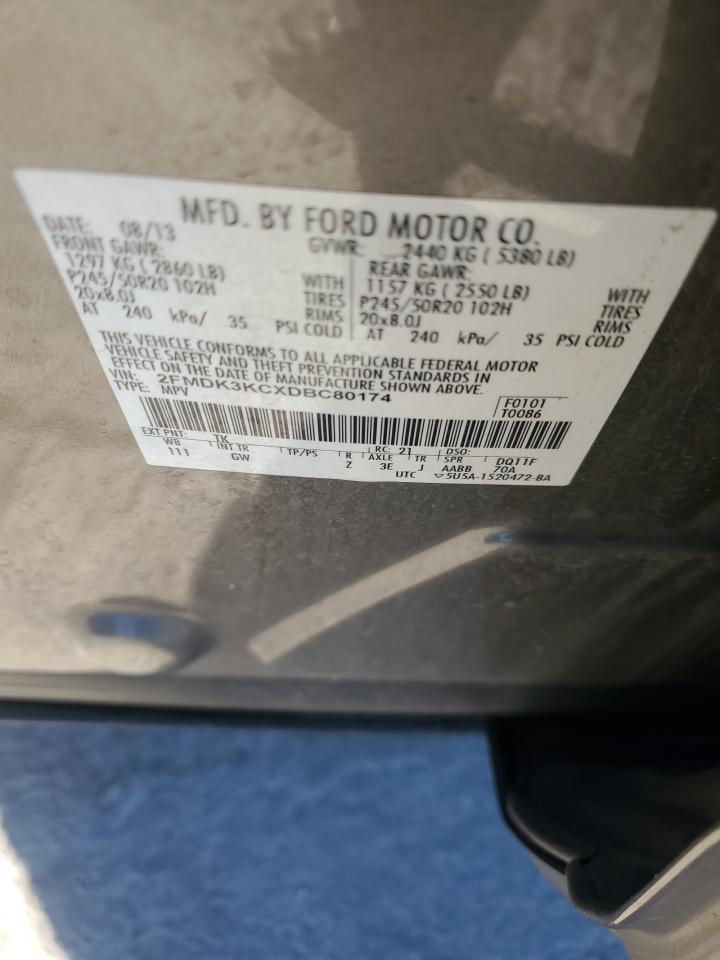 MFD. BY FORD MOTOR CO.
DATE: 08/13 GVWR: 2440 KG ( 5380 LB)
FRONT GAWR: REAR GAWR:
1297 KG ( 2860 LB) WITH 1157 KG ( 2550 LB) WITH
P245/50R20 102H TIRES P245/50R20 102H TIRES
20x8.0J RIMS 20x8.0J RIMS
AT 240 kPa/ 35 PSI COLD AT 240 kPa/ 35 PSI COLD
THIS VEHICLE CONFORMS TO ALL APPLICABLE FEDERAL MOTOR
VEHICLE SAFETY AND THEFT PREVENTION STANDARDS IN
EFFECT ON THE DATE OF MANUFACTURE SHOWN ABOVE.
VIN: 2FMDK3KCXDBC80174 F0101
TYPE: MPV T0086
EXT PNT: TK RC: 21 DSO:
WB INT TR TP/PS R AXLE TR SPR DQ11F
111 GW Z 3E J AABB 70A
UTC ▽5U5A-1520472-BA